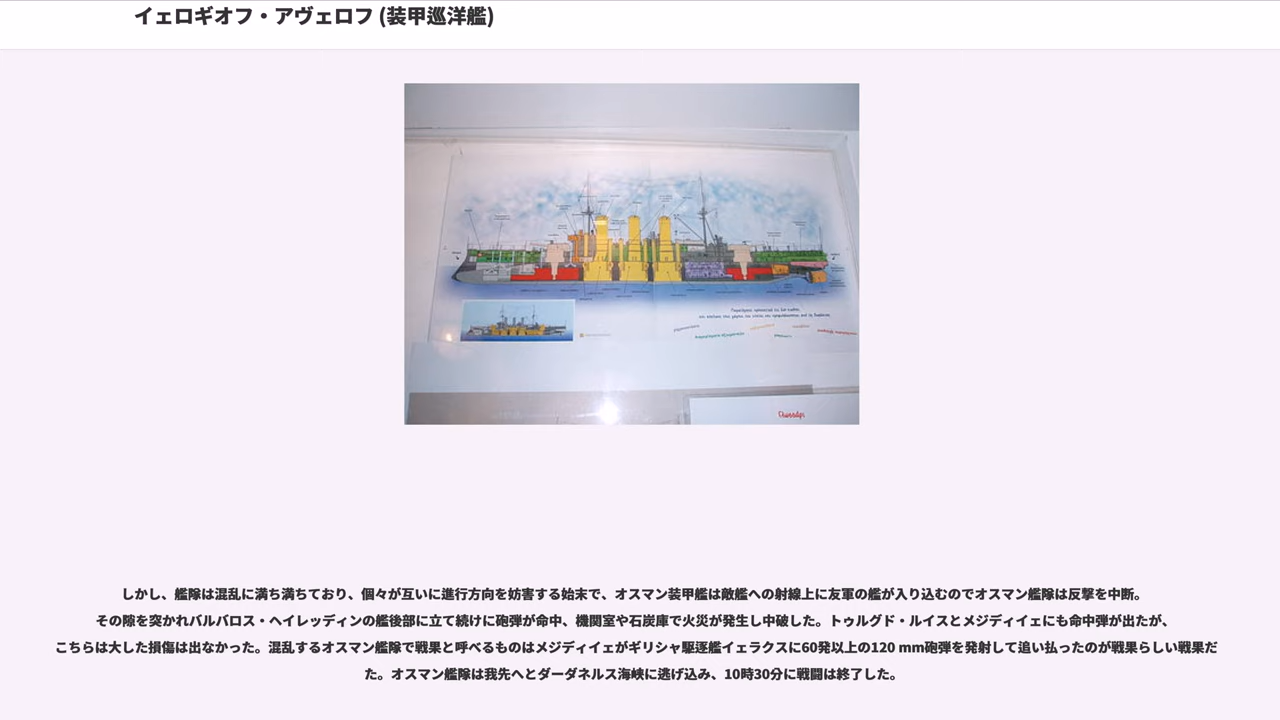 イェロギオフ・アヴェロフ (装甲巡洋艦)
しかし、艦隊は混乱に満ち満ちており、個々が互いに進行方向を妨害する始末で、オスマン装甲艦は敵艦への射線上に友軍の艦が入り込むのでオスマン艦隊は反撃を中断。
その隙を突かれバルバロス・ヘイレッディンの艦後部に立て続けに砲弾が命中、機関室や石炭庫で火災が発生し中破した。トゥルグド・ルイスとメジディイェにも命中弾が出たが、
こちらは大した損傷は出なかった。混乱するオスマン艦隊で戦果と呼べるものはメジディイェがギリシャ駆逐艦イェラクスに60発以上の120 mm砲弾を発射して追い払ったのが戦果らしい戦果だ
た。オスマン艦隊は我先へとダーダネルス海峡に逃げ込み、10時30分に戦闘は終了した。